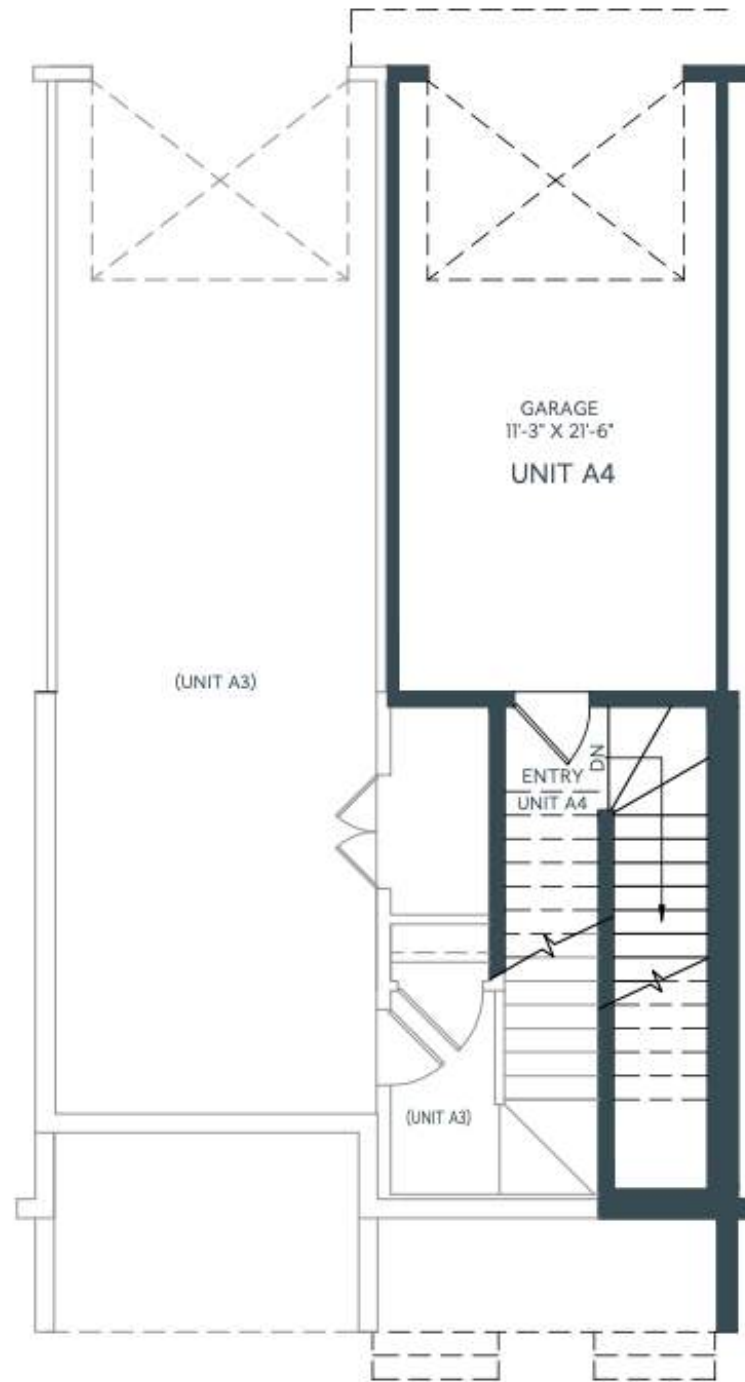 GARAGE
11'-3" X 21'-6"
UNIT A4
(UNIT A3)
DN
ENTRY
UNIT A4
(UNIT A3)